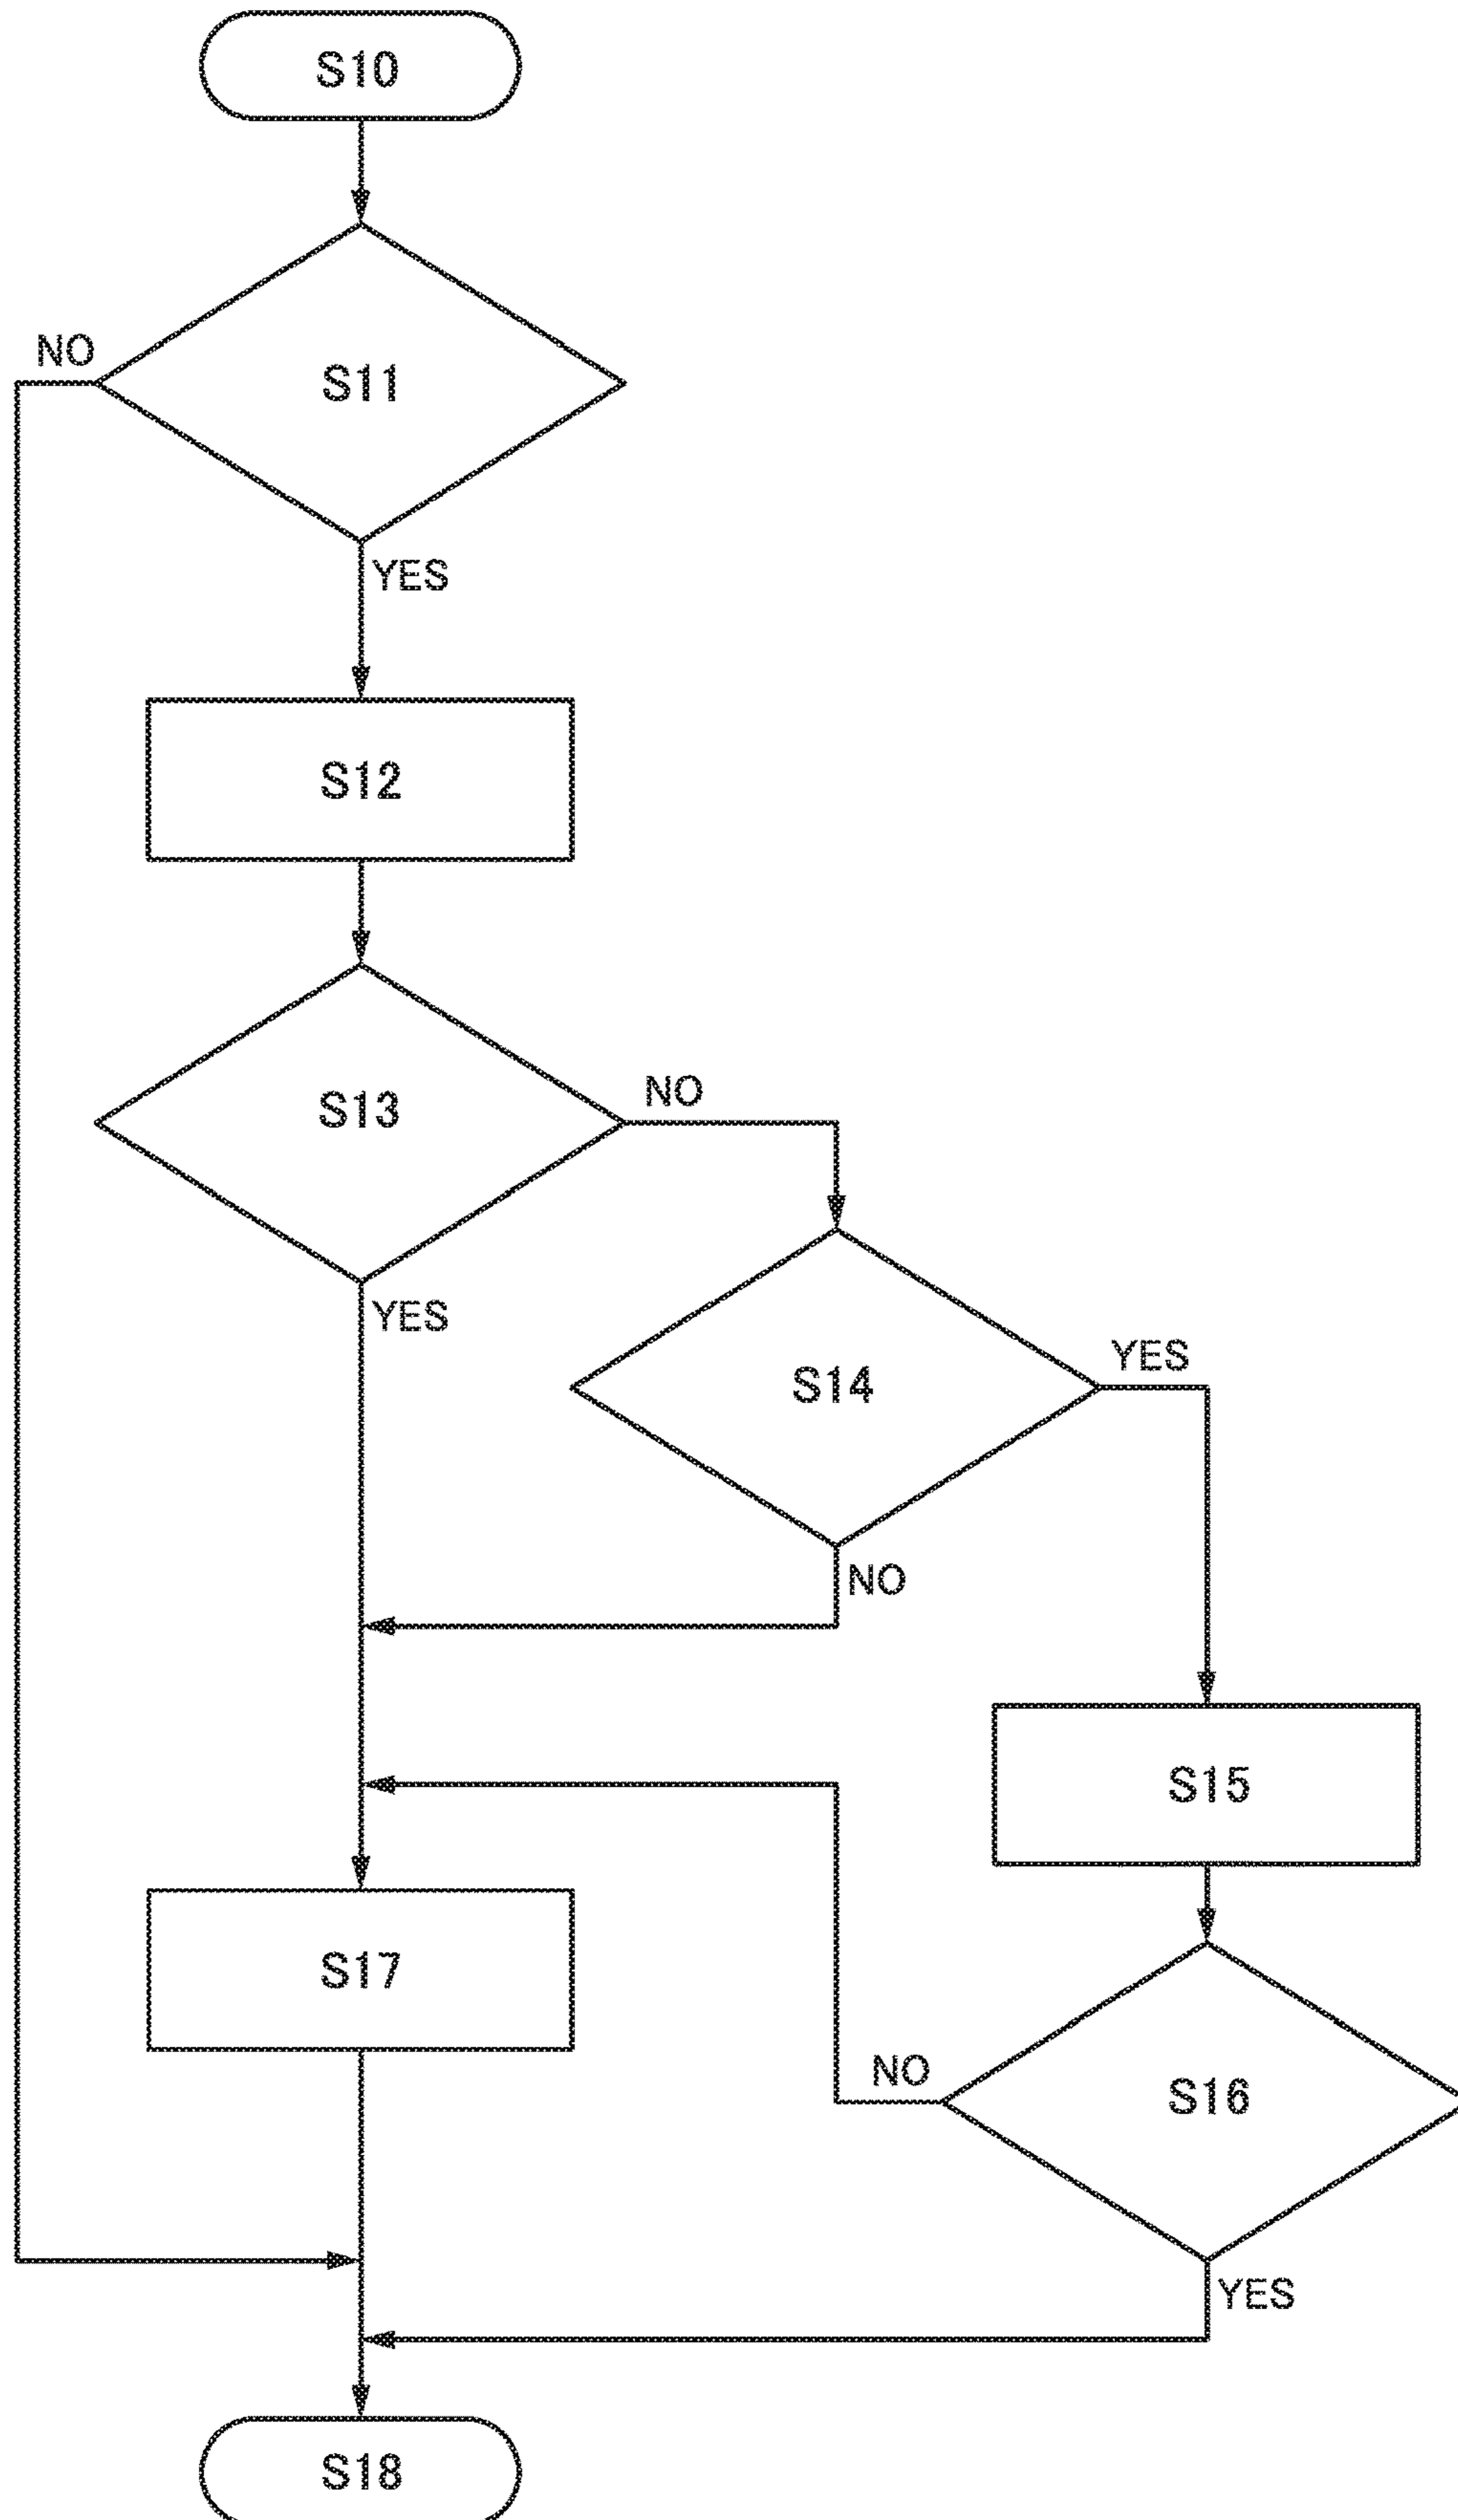 S10
NO
S11
YES
S12
S13
NO
YES
S14
YES
NO
S15
S17
NO
S16
YES
S18